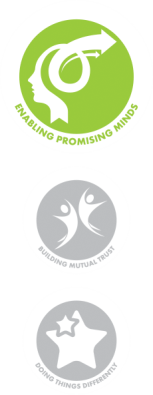 ENABLING PROMISING MINDS
BUILDING MUTUAL TRUST
DOING THINGS DIFFERENTLY